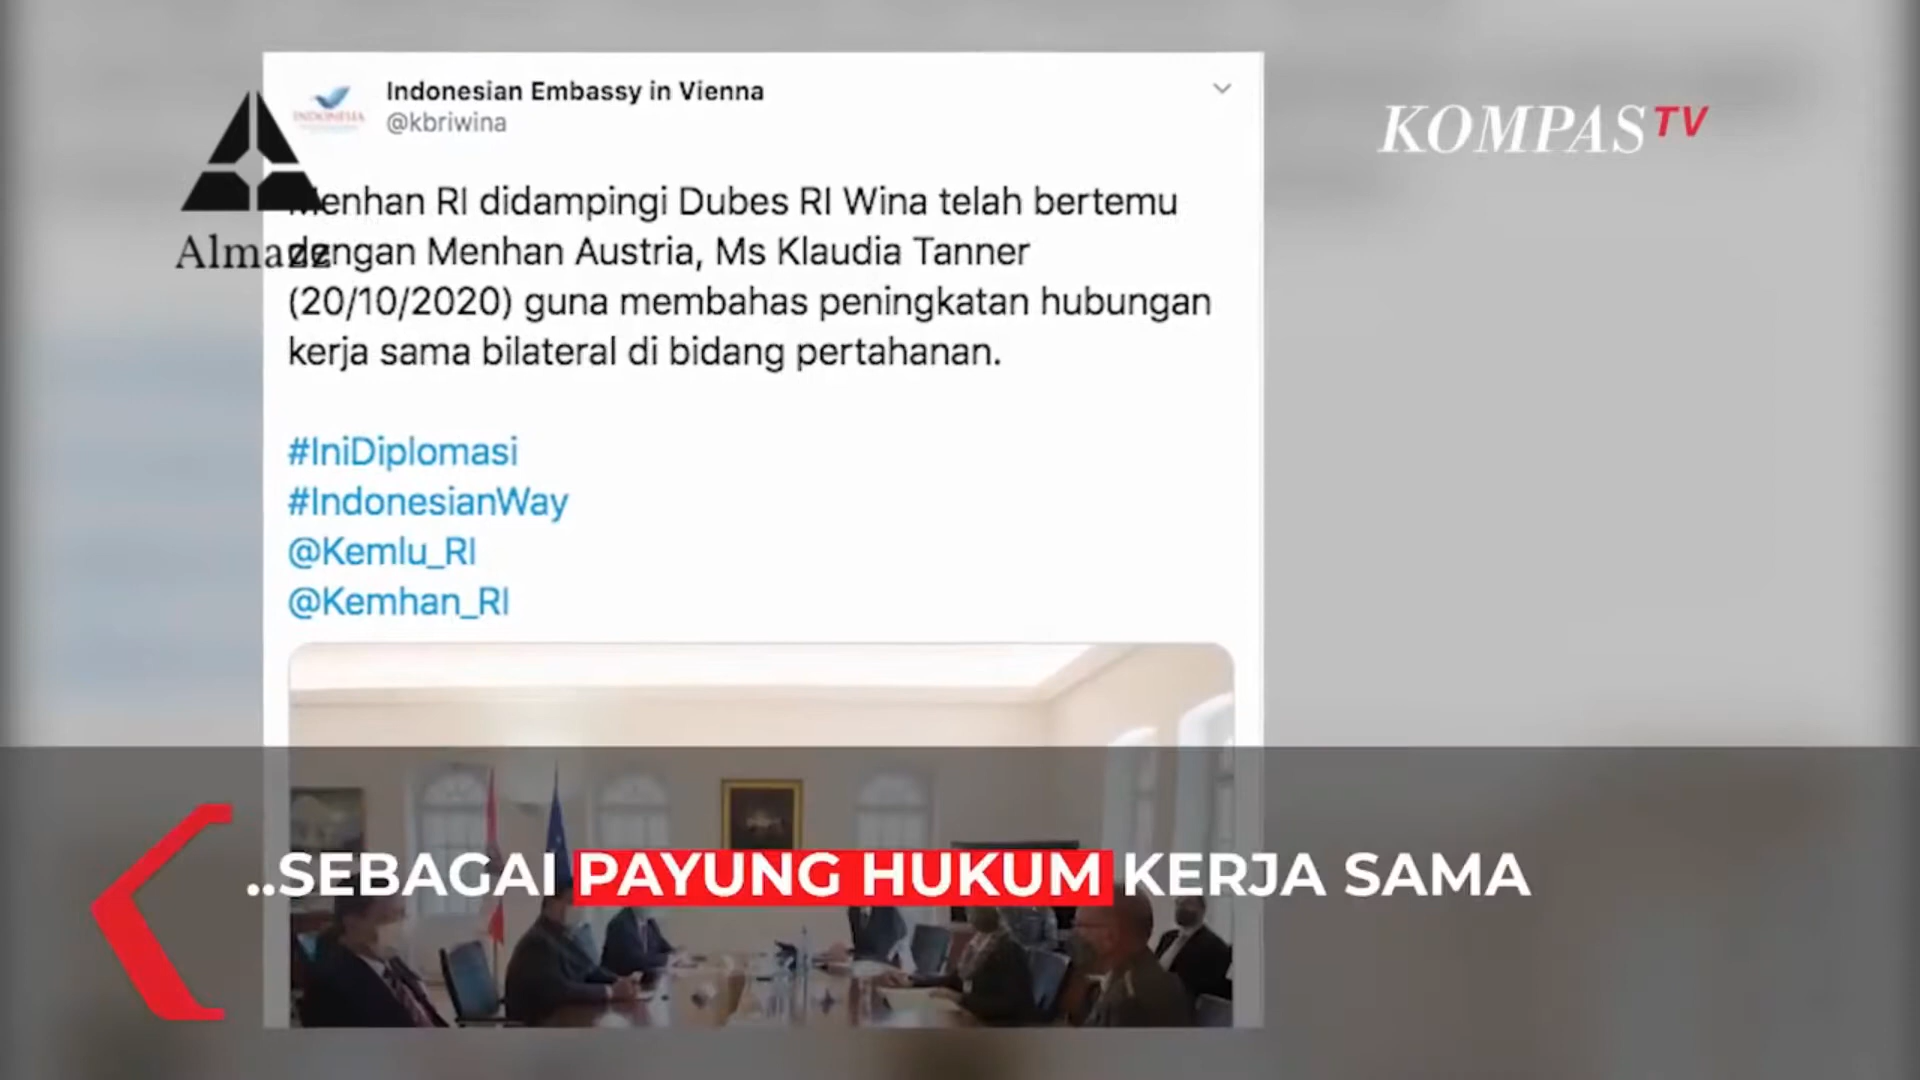 Indonesian Embassy in Vienna
@kbriwina
INDONESIA
KOMPAS TV
Almazz
Menhan RI didampingi Dubes RI Wina telah bertemu
dengan Menhan Austria, Ms Klaudia Tanner
(20/10/2020) guna membahas peningkatan hubungan
kerja sama bilateral di bidang pertahanan.
#IniDiplomasi
#IndonesianWay
@Kemlu_RI
@Kemhan_RI
..SEBAGAI PAYUNG HUKUM KERJA SAMA